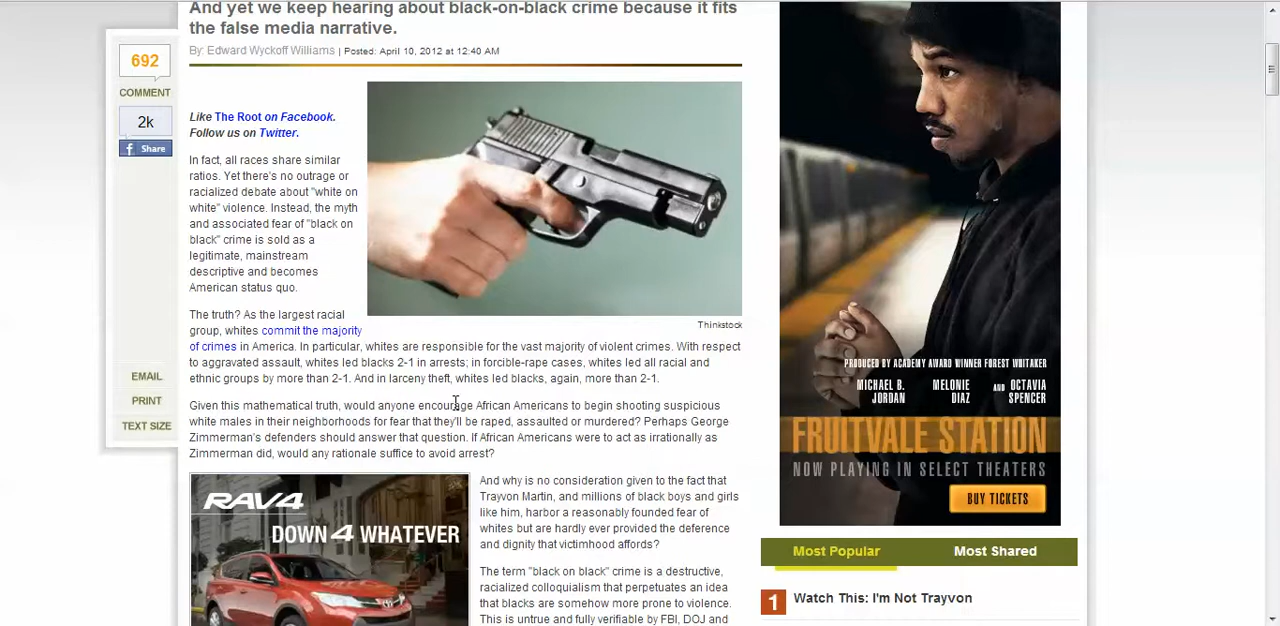 And yet we keep hearing about black-on-black crime because it fits
the false media narrative.
By: Edward Wyckoff Williams | Posted: April 10, 2012 at 12:40 AM
692
COMMENT
2k
Share
EMAIL
PRINT
TEXT SIZE
Like The Root on Facebook.
Follow us on Twitter.
In fact, all races share similar
ratios. Yet there's no outrage or
racialized debate about "white on
white" violence. Instead, the myth
and associated fear of "black on
black" crime is sold as a
legitimate, mainstream
descriptive and becomes
American status quo.
Thinkstock
The truth? As the largest racial
group, whites commit the majority
of crimes in America. In particular, whites are responsible for the vast majority of violent crimes. With respect
to aggravated assault, whites led blacks 2-1 in arrests; in forcible-rape cases, whites led all racial and
ethnic groups by more than 2-1. And in larceny theft, whites led blacks, again, more than 2-1.
Given this mathematical truth, would anyone encourage African Americans to begin shooting suspicious
white males in their neighborhoods for fear that they'll be raped, assaulted or murdered? Perhaps George
Zimmerman's defenders should answer that question. If African Americans were to act as irrationally as
Zimmerman did, would any rationale suffice to avoid arrest?
RAV4
DOWN 4 WHATEVER
And why is no consideration given to the fact that
Trayvon Martin, and millions of black boys and girls
like him, harbor a reasonably founded fear of
whites but are hardly ever provided the deference
and dignity that victimhood affords?
The term "black on black" crime is a destructive,
racialized colloquialism that perpetuates an idea
that blacks are somehow more prone to violence.
This is untrue and fully verifiable by FBI, DOJ and
PRODUCED BY ACADEMY AWARD WINNER FOREST WHITAKER
MICHAEL B. JORDAN MELONIE DIAZ AND OCTAVIA SPENCER
FRUITVALE STATION
NOW PLAYING IN SELECT THEATERS
BUY TICKETS
Most Popular Most Shared
1 Watch This: I'm Not Trayvon